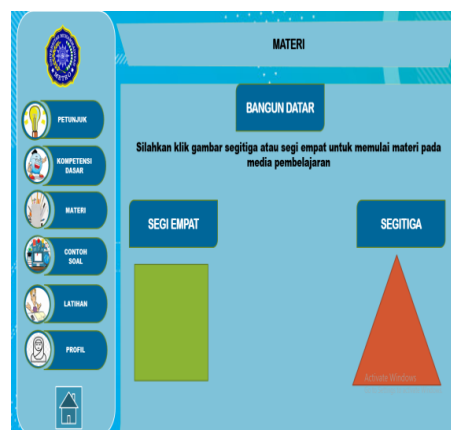 METRO
PETUNJUK
KOMPETENSI
DASAR
MATERI
CONTOH
SOAL
LATIHAN
PROFIL
MATERI
BANGUN DATAR
Silahkan klik gambar segitiga atau segi empat untuk memulai materi pada
media pembelajaran
SEGI EMPAT
SEGITIGA
Activate Windows